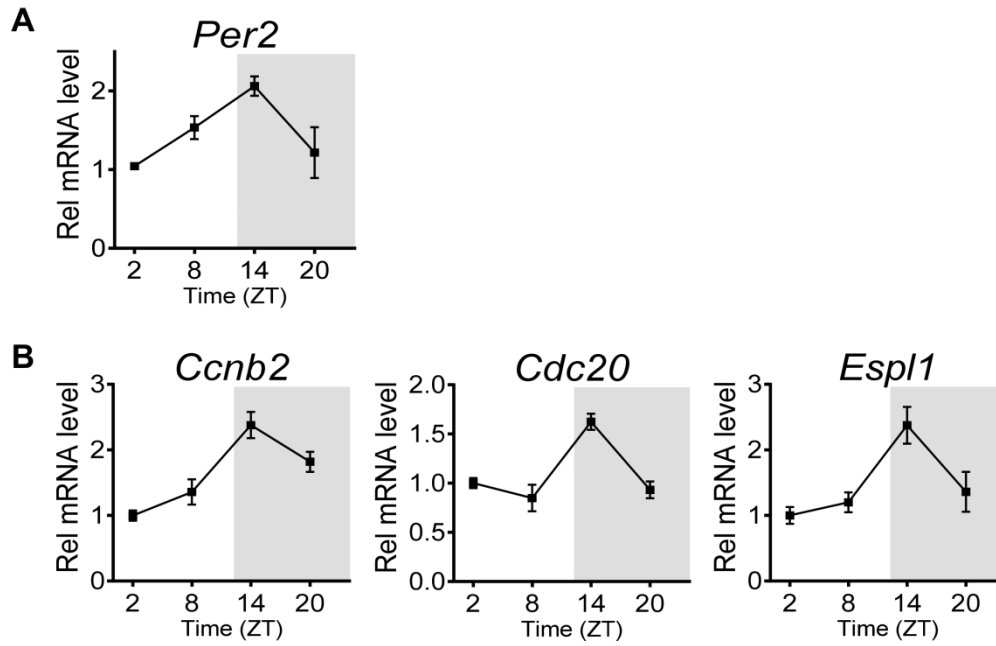 A
Per2
Rel mRNA level
2
1
0
2 8 14 20
Time (ZT)
B
Ccnb2
Rel mRNA level
3
2
1
0
2 8 14 20
Time (ZT)
Cdc20
Rel mRNA level
2.0
1.5
1.0
0.5
0.0
2 8 14 20
Time (ZT)
Espl1
Rel mRNA level
3
2
1
0
2 8 14 20
Time (ZT)